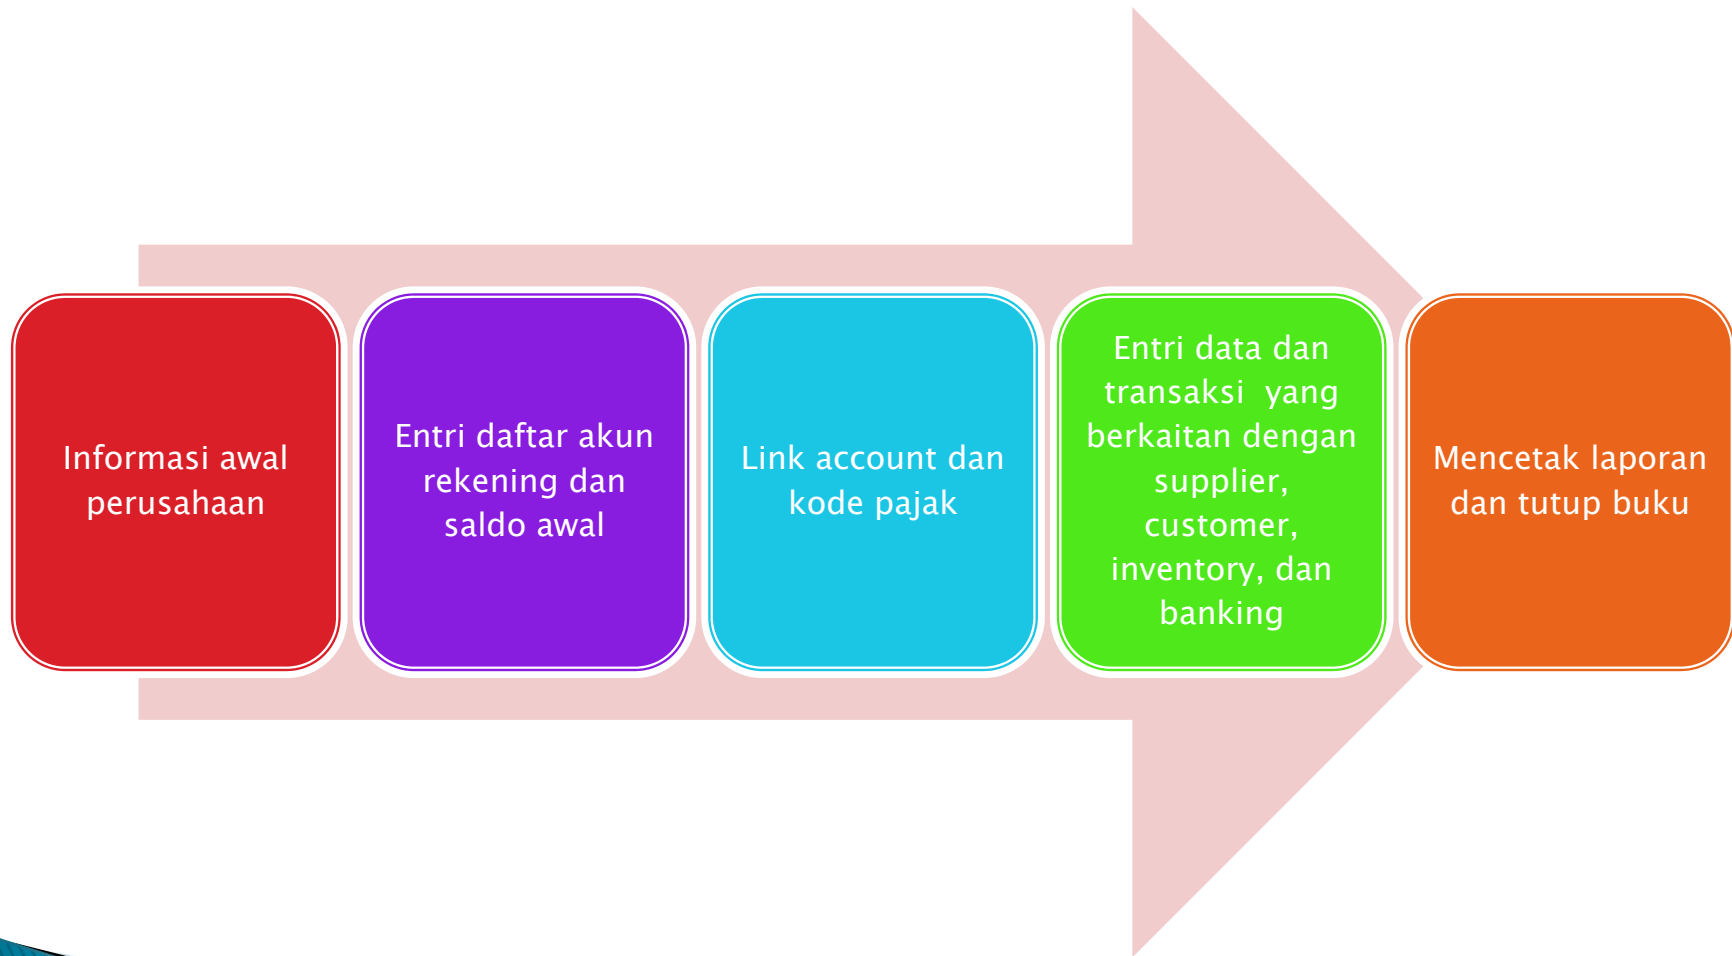 Informasi awal
perusahaan
Entri daftar akun
rekening dan
saldo awal
Link account dan
kode pajak
Entri data dan
transaksi  yang
berkaitan dengan
supplier,
customer,
inventory, dan
banking
Mencetak laporan
dan tutup buku